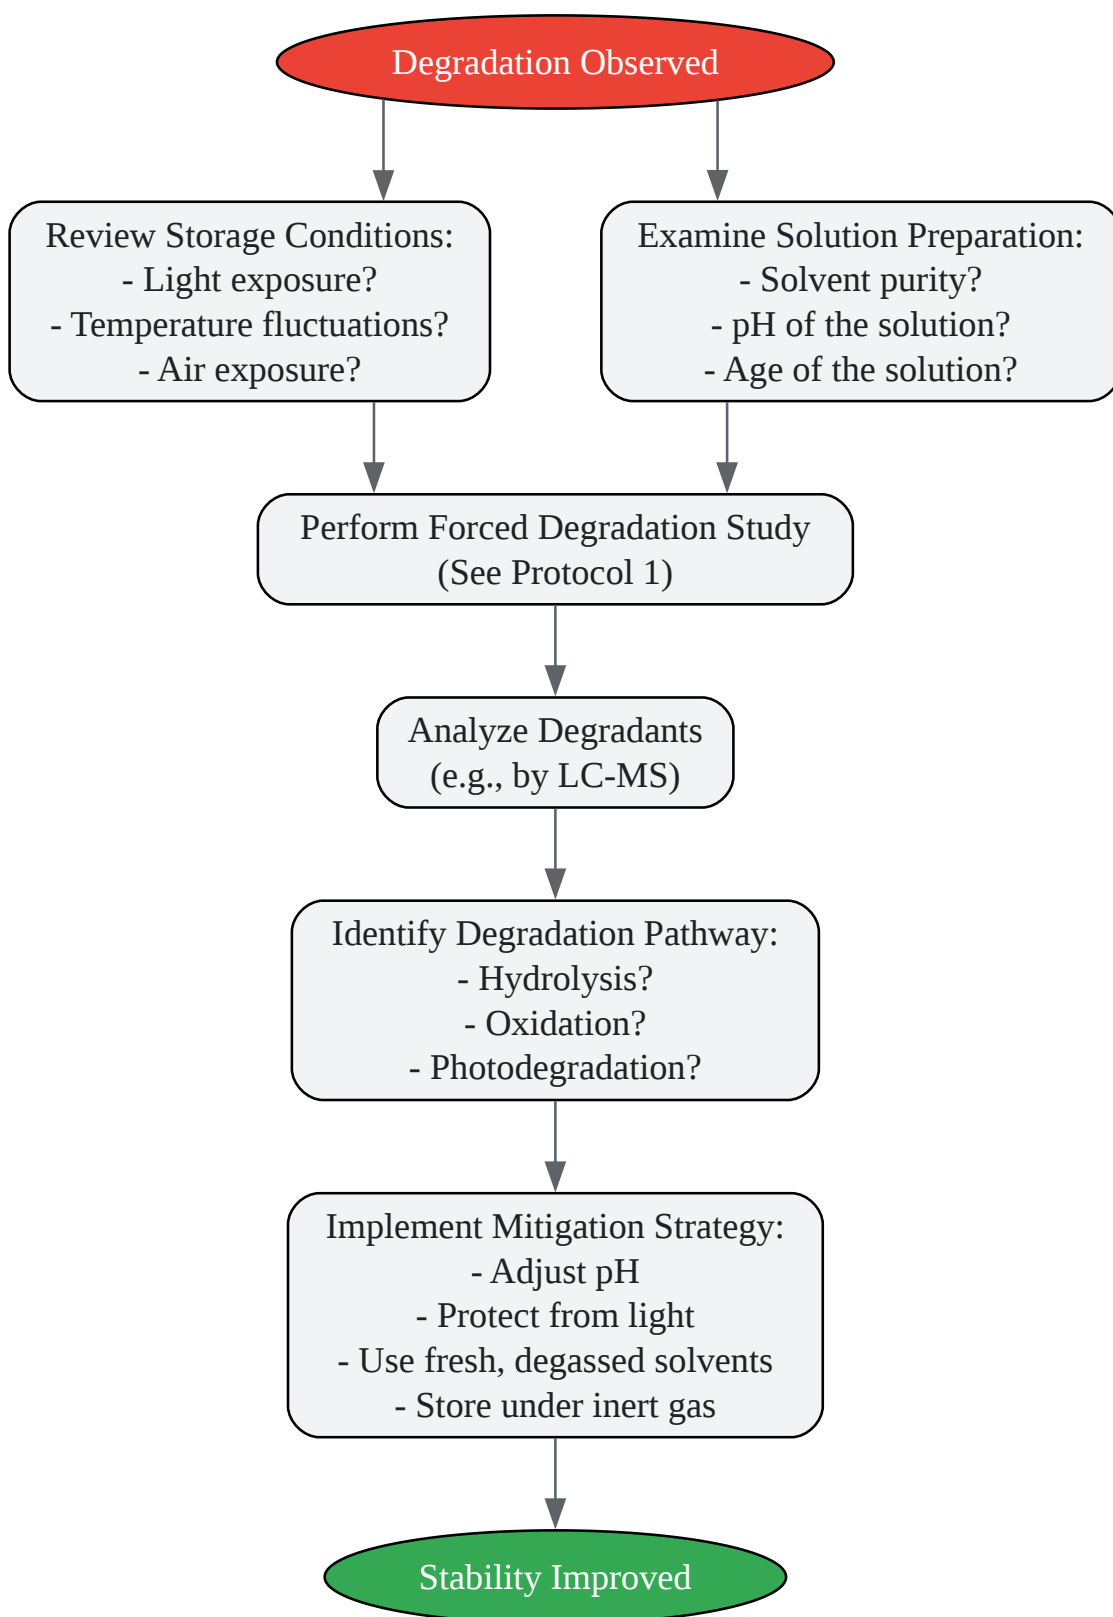 Degradation Observed
Review Storage Conditions:
- Light exposure?
- Temperature fluctuations?
- Air exposure?
Examine Solution Preparation:
- Solvent purity?
- pH of the solution?
- Age of the solution?
Perform Forced Degradation Study
(See Protocol 1)
Analyze Degradants
(e.g., by LC-MS)
Identify Degradation Pathway:
- Hydrolysis?
- Oxidation?
- Photodegradation?
Implement Mitigation Strategy:
- Adjust pH
- Protect from light
- Use fresh, degassed solvents
- Store under inert gas
Stability Improved